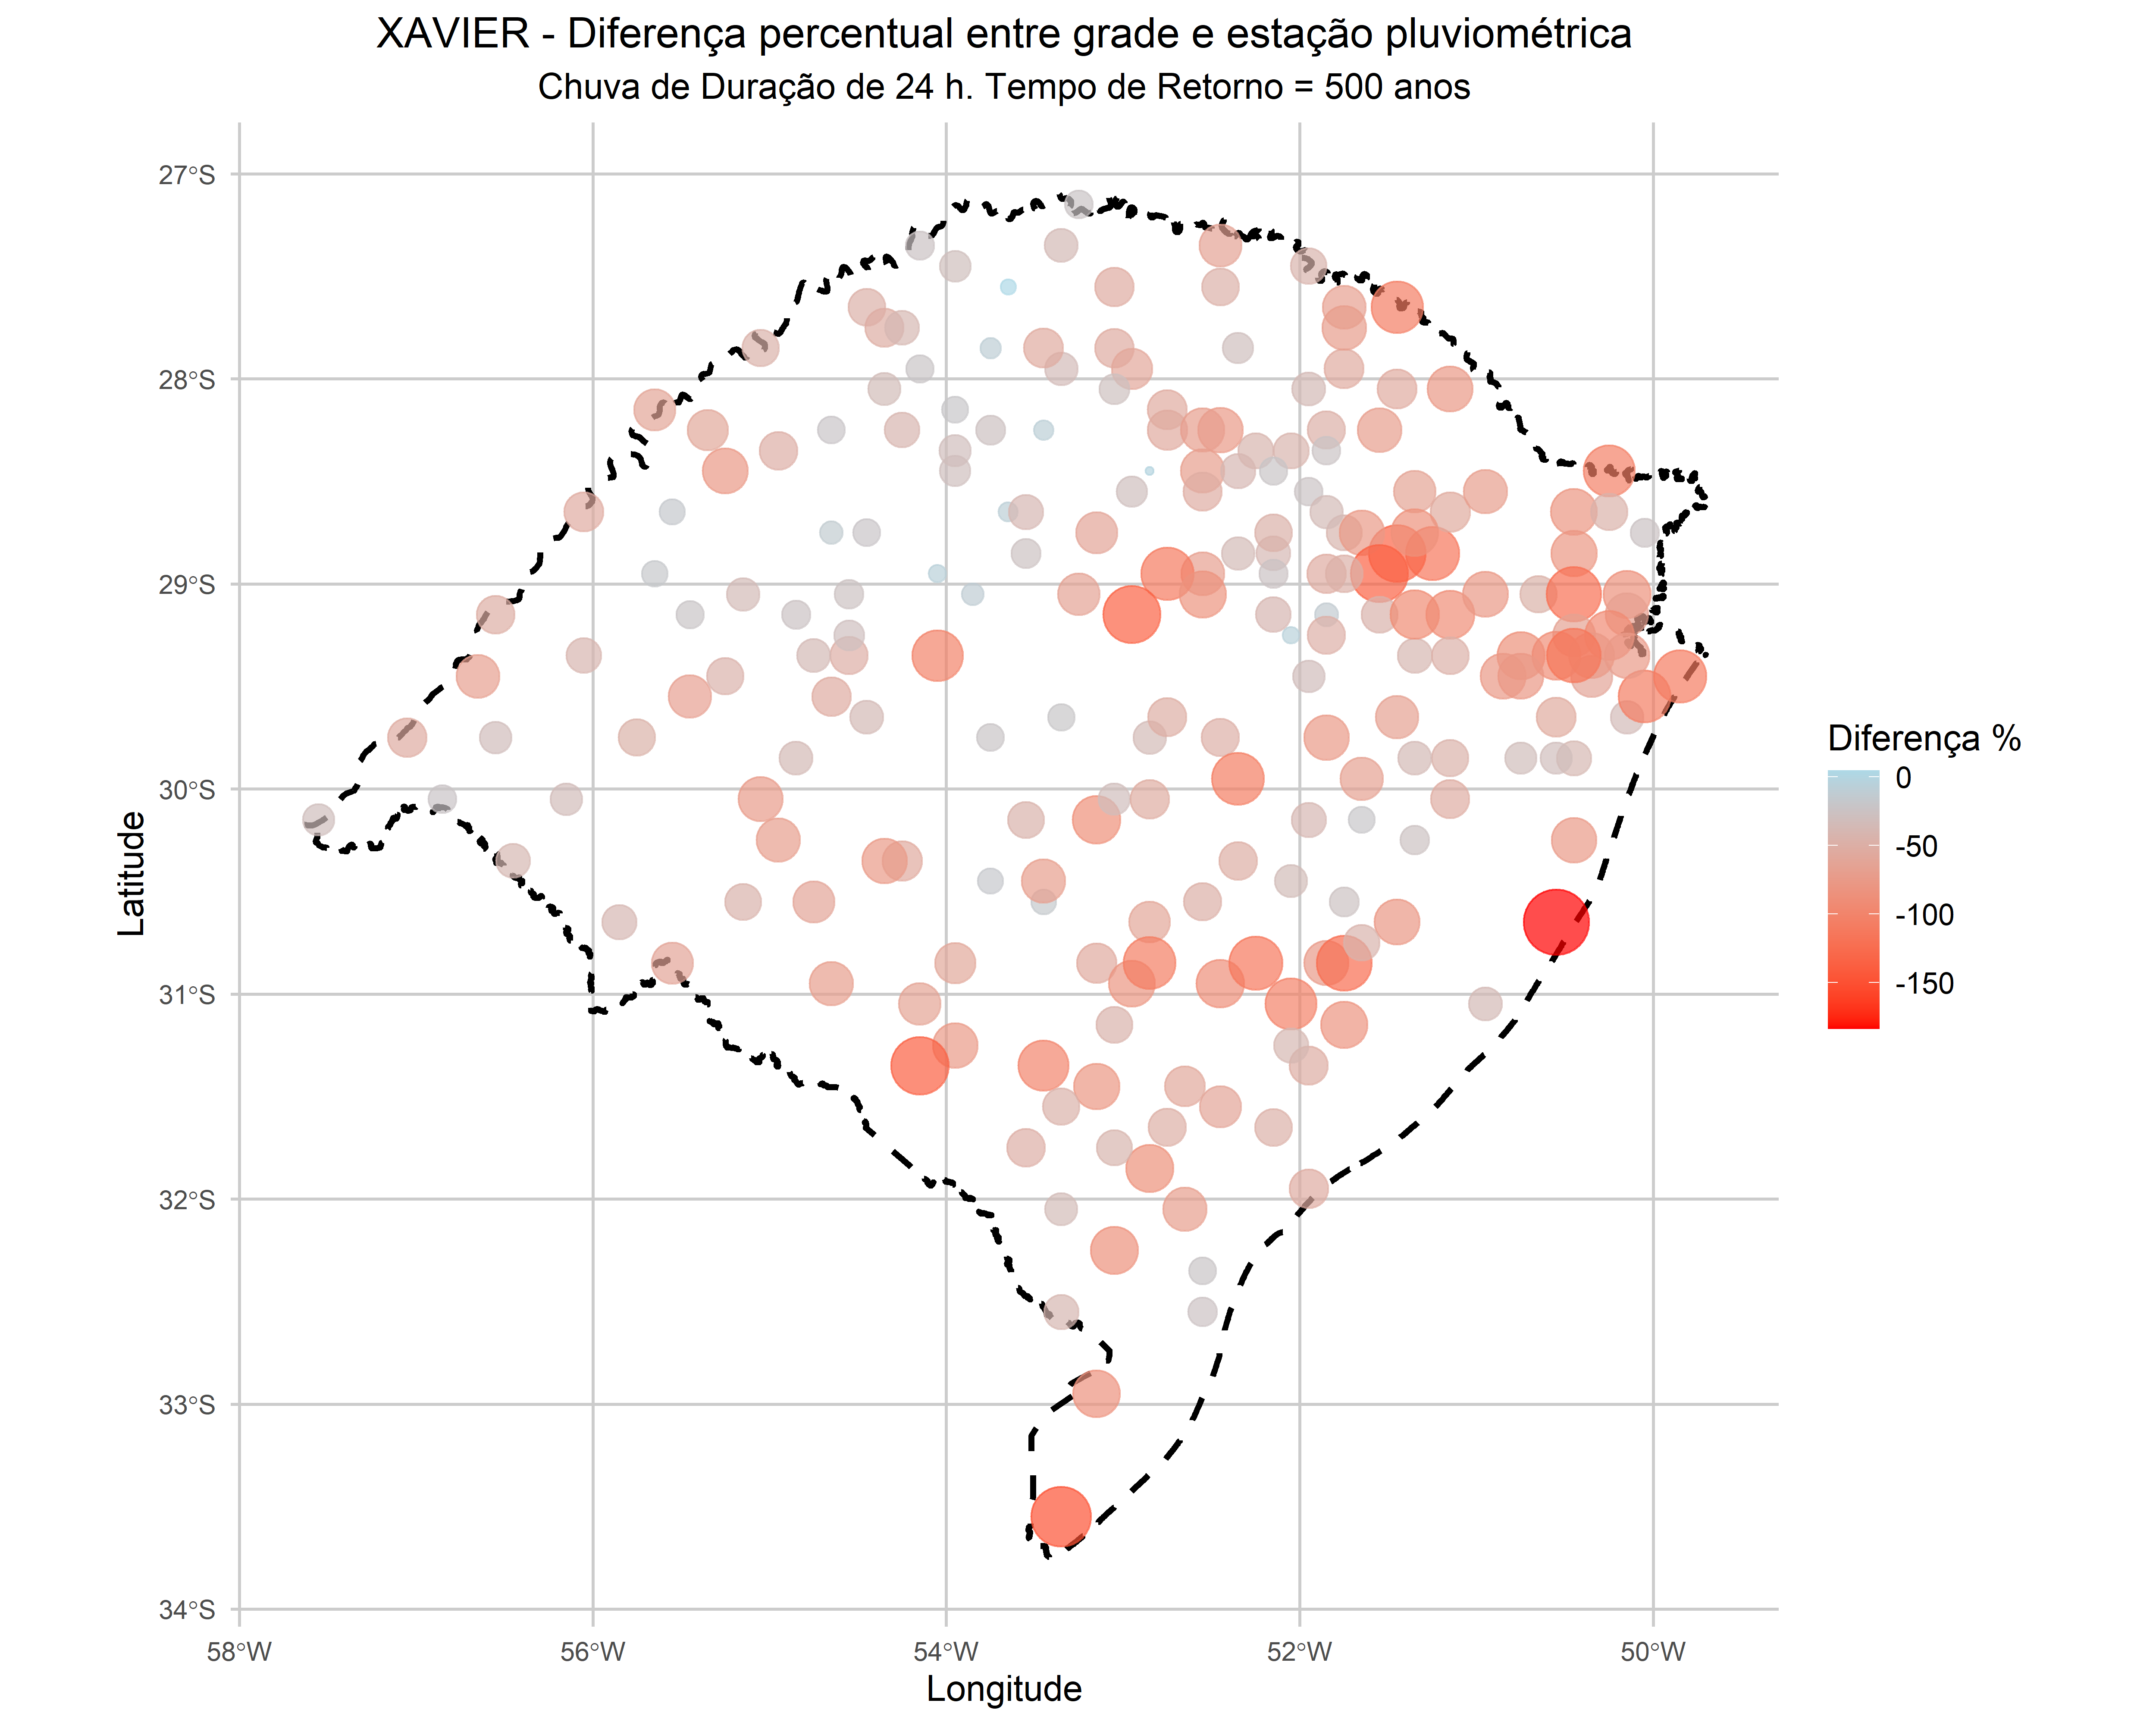 XAVIER - Diferença percentual entre grade e estação pluviométrica
Chuva de Duração de 24 h. Tempo de Retorno = 500 anos
27°S
28°S
29°S
30°S
31°S
32°S
33°S
34°S
Latitude
58°W
56°W
54°W
52°W
50°W
Longitude
Diferença %
0
-50
-100
-150